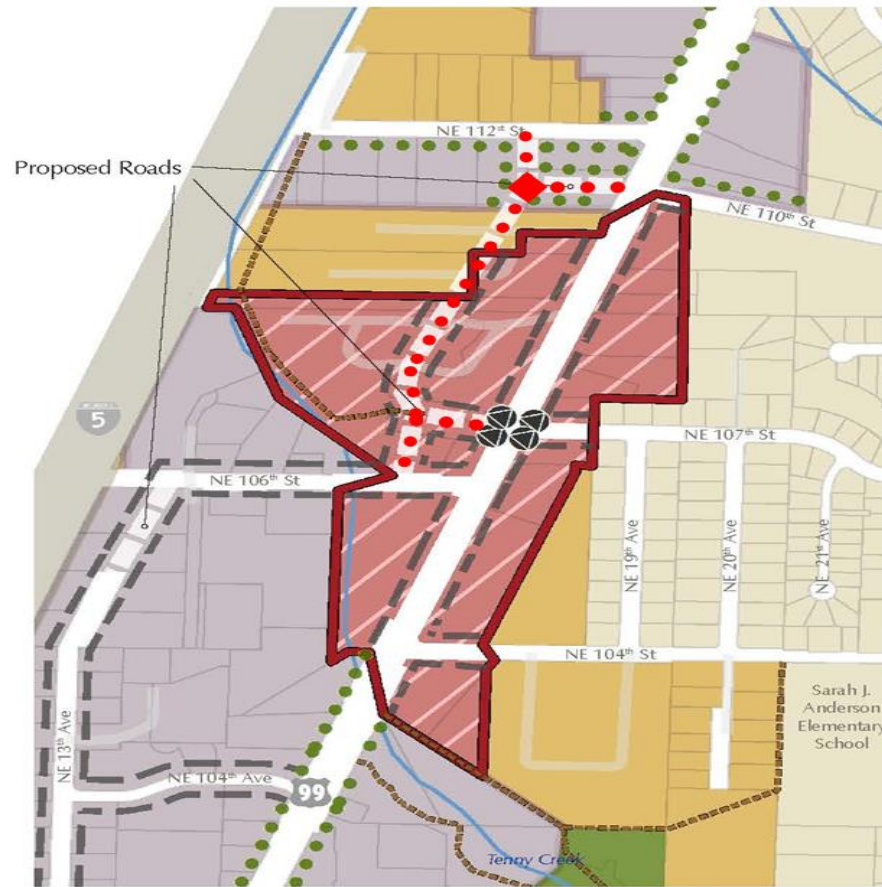 NE 112th St
Proposed Roads
NE 110th St
5
NE 107th St
NE 106th St
NE 19th Ave
NE 20th Ave
NE 21st Ave
NE 104th St
Sarah J.
Anderson
Elementary
School
NE 13th Ave
NE 104th Ave
99
Tenny Creek